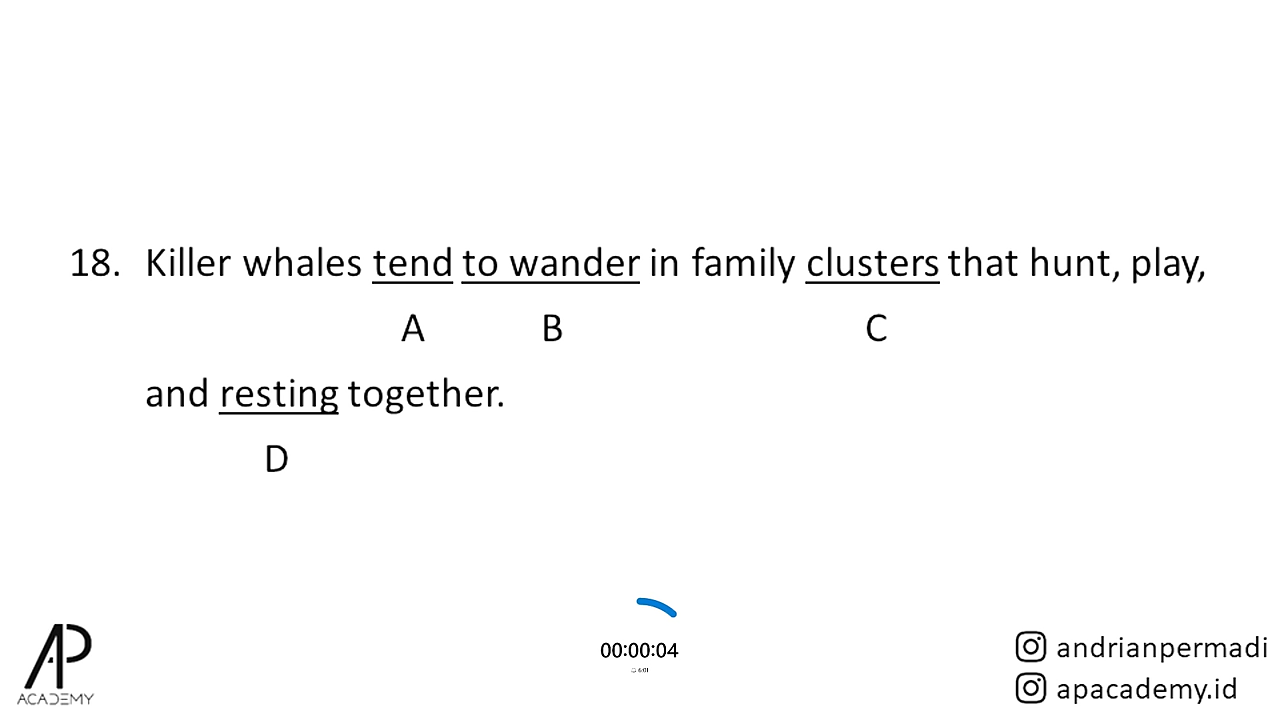 18. Killer whales tend to wander in family clusters that hunt, play,
A B C
and resting together.
D
00:00:04
AP
ACADEMY
andrianpermadi
apacademy.id